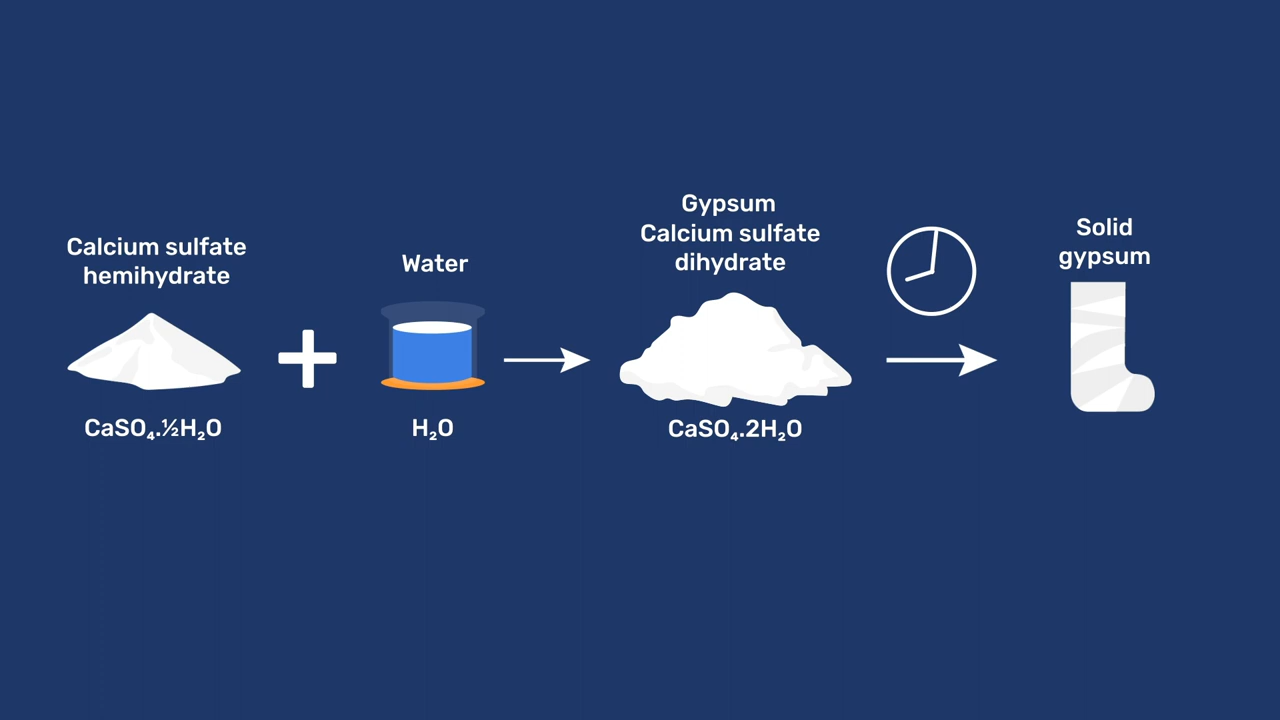 Calcium sulfate
hemihydrate
CaSO₄.½H₂O
Water
H₂O
Gypsum
Calcium sulfate
dihydrate
CaSO₄.2H₂O
Solid
gypsum